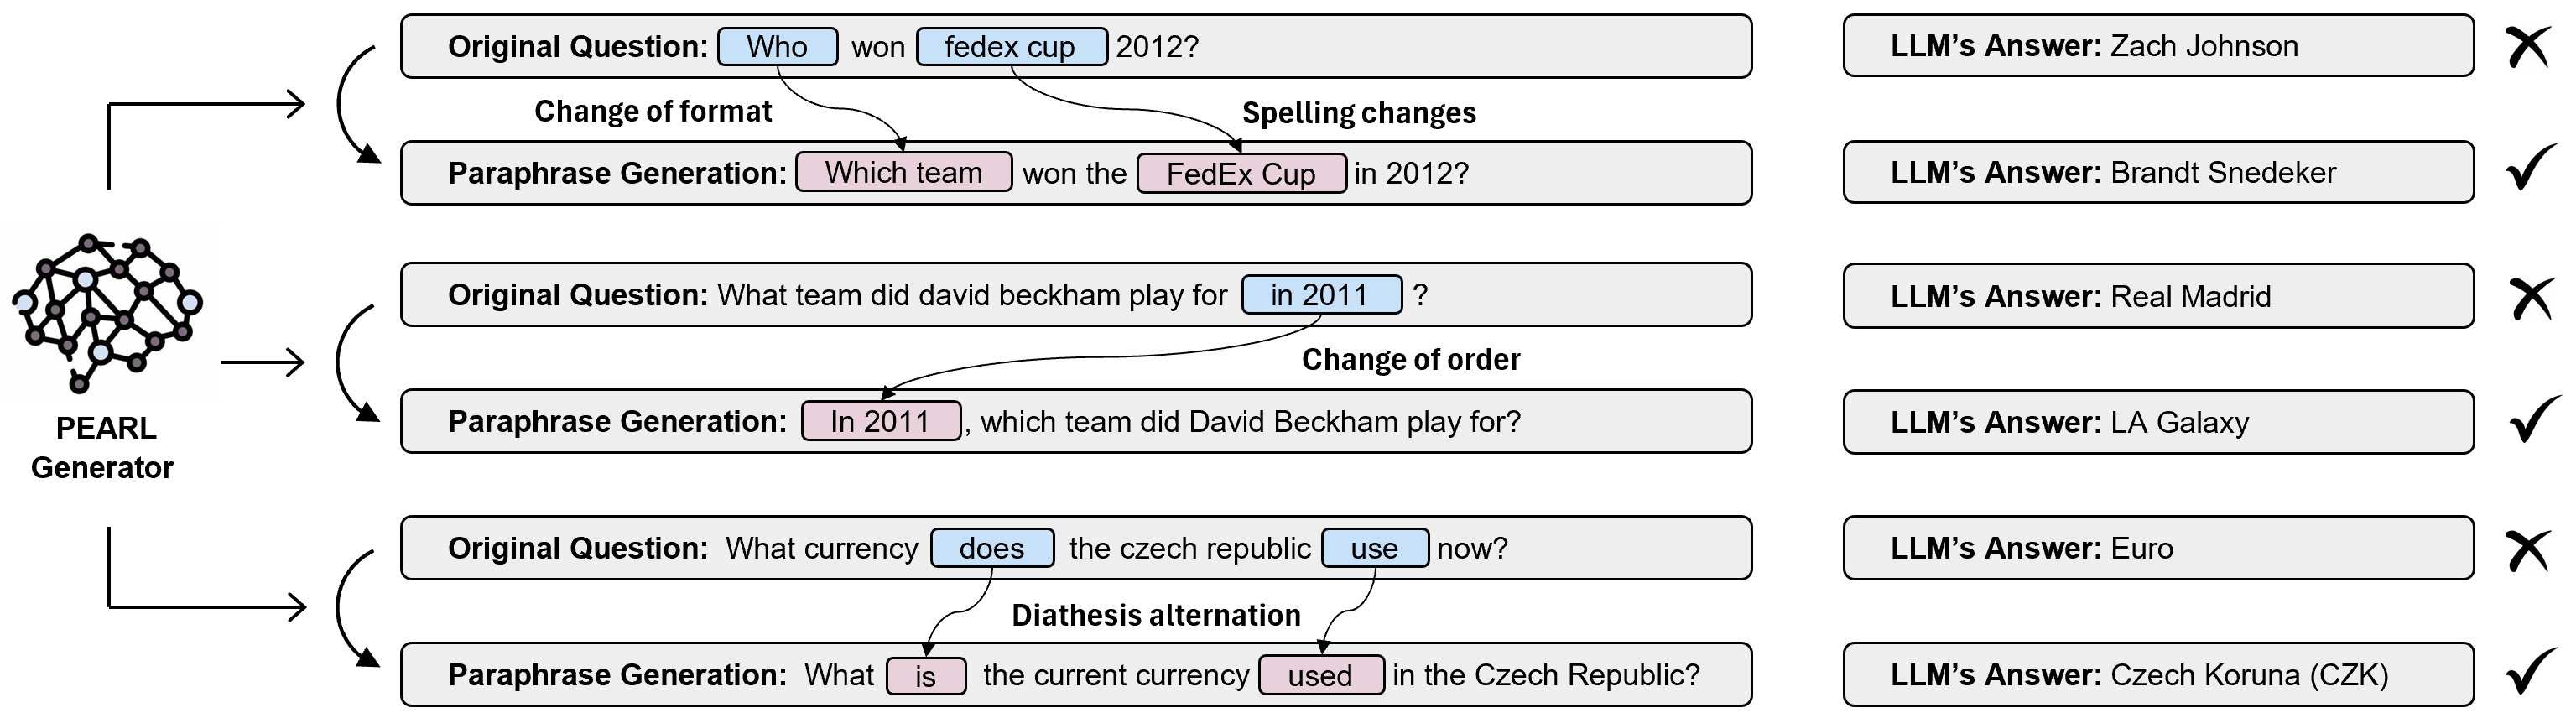 Original Question: Who won fedex cup 2012?
LLM’s Answer: Zach Johnson
Change of format
Spelling changes
Paraphrase Generation: Which team won the FedEx Cup in 2012?
LLM’s Answer: Brandt Snedeker
Original Question: What team did david beckham play for in 2011 ?
LLM’s Answer: Real Madrid
Change of order
Paraphrase Generation: In 2011 , which team did David Beckham play for?
LLM’s Answer: LA Galaxy
PEARL
Generator
Original Question: What currency does the czech republic use now?
LLM’s Answer: Euro
Diathesis alternation
Paraphrase Generation: What is the current currency used in the Czech Republic?
LLM’s Answer: Czech Koruna (CZK)